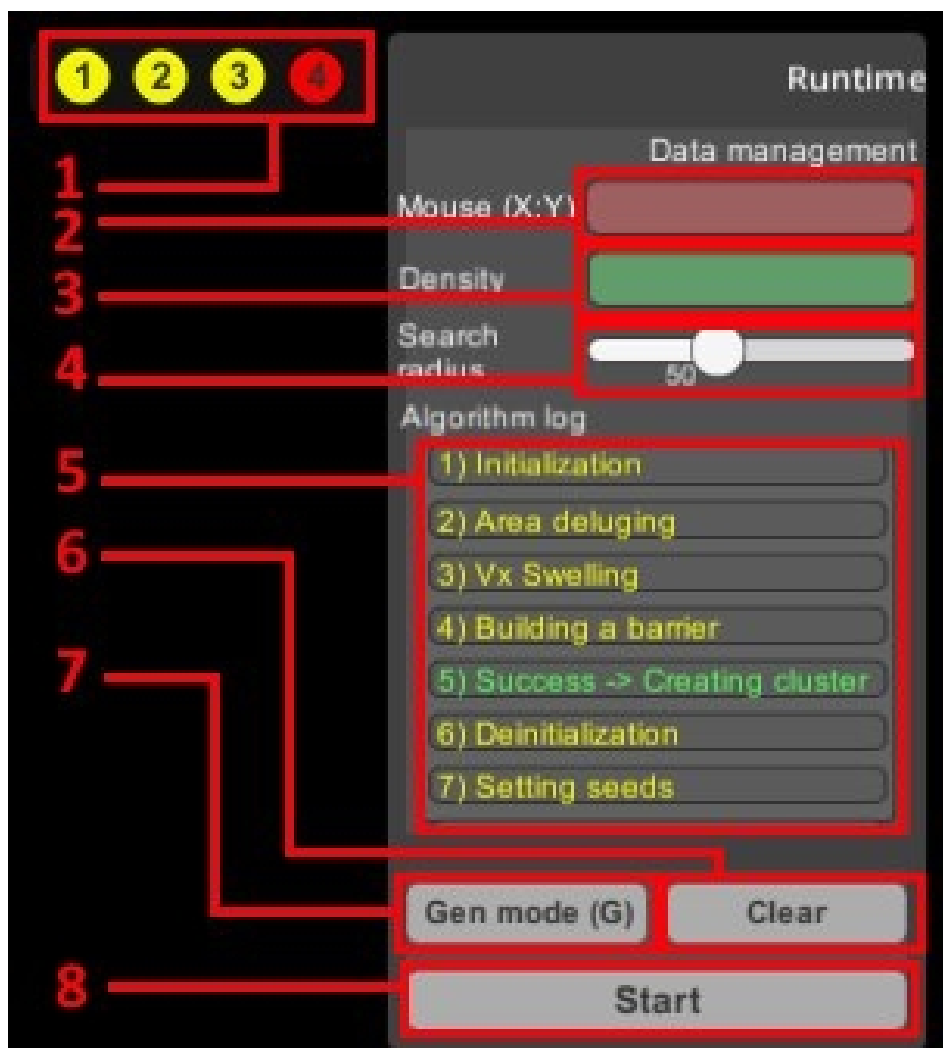 1 2 3 4
Runtime
Data management
1
Mouse (X:Y)
2
Density
3
Search
radius
50
4
Algorithm log
1) Initialization
5
2) Area deluging
6
3) Vx Swelling
4) Building a barrier
7
5) Success -> Creating cluster
6) Deinitialization
7) Setting seeds
Gen mode (G) Clear
8
Start